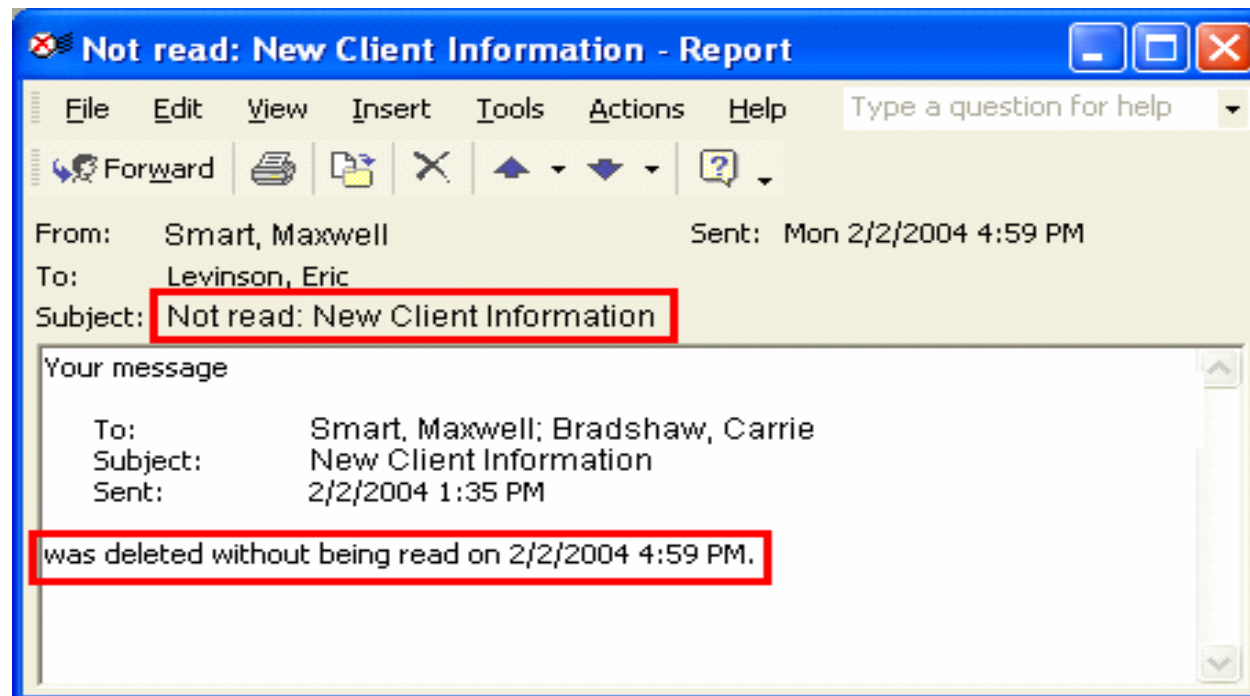 Not read: New Client Information - Report
File Edit View Insert Tools Actions Help Type a question for help
Forward
From: Smart, Maxwell Sent: Mon 2/2/2004 4:59 PM
To: Levinson, Eric
Subject: Not read: New Client Information
Your message
To: Smart, Maxwell; Bradshaw, Carrie
Subject: New Client Information
Sent: 2/2/2004 1:35 PM
was deleted without being read on 2/2/2004 4:59 PM.